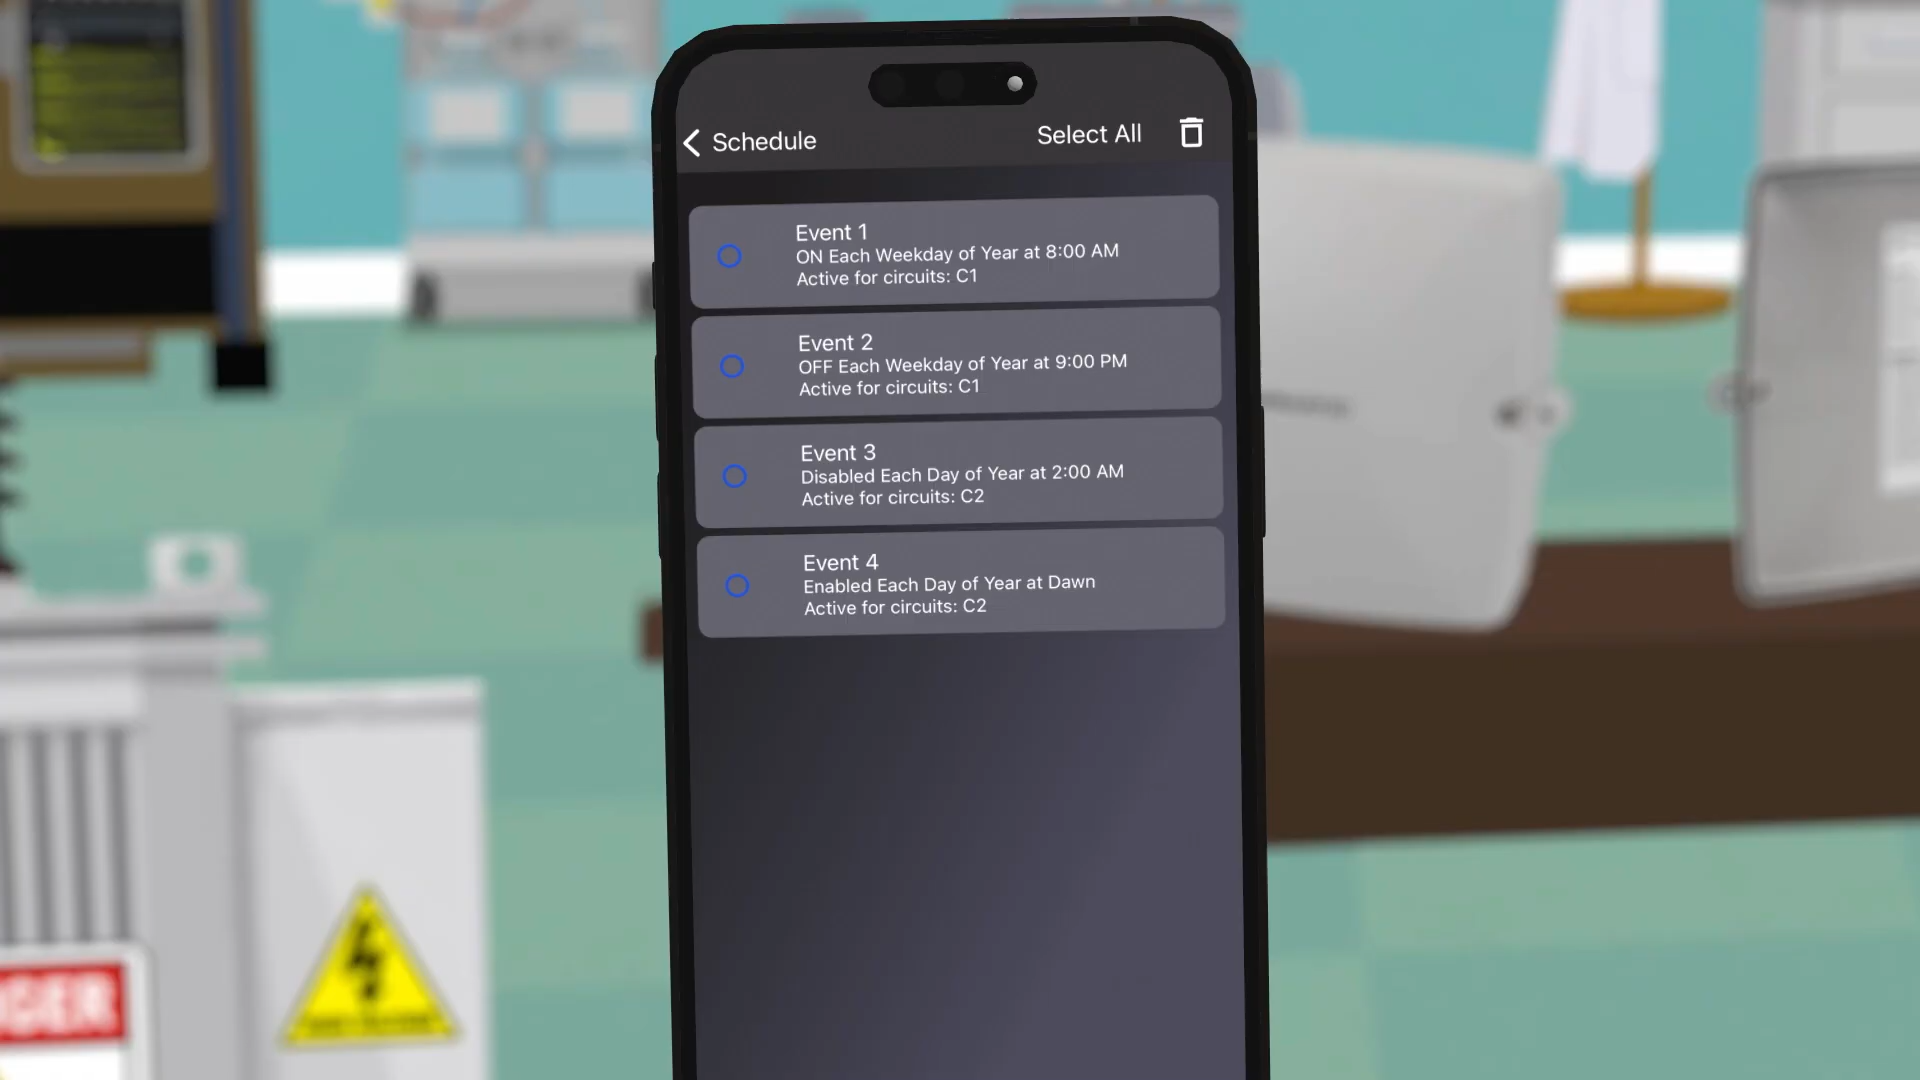 Schedule
Select All
Event 1
ON Each Weekday of Year at 8:00 AM
Active for circuits: C1
Event 2
OFF Each Weekday of Year at 9:00 PM
Active for circuits: C1
Event 3
Disabled Each Day of Year at 2:00 AM
Active for circuits: C2
Event 4
Enabled Each Day of Year at Dawn
Active for circuits: C2